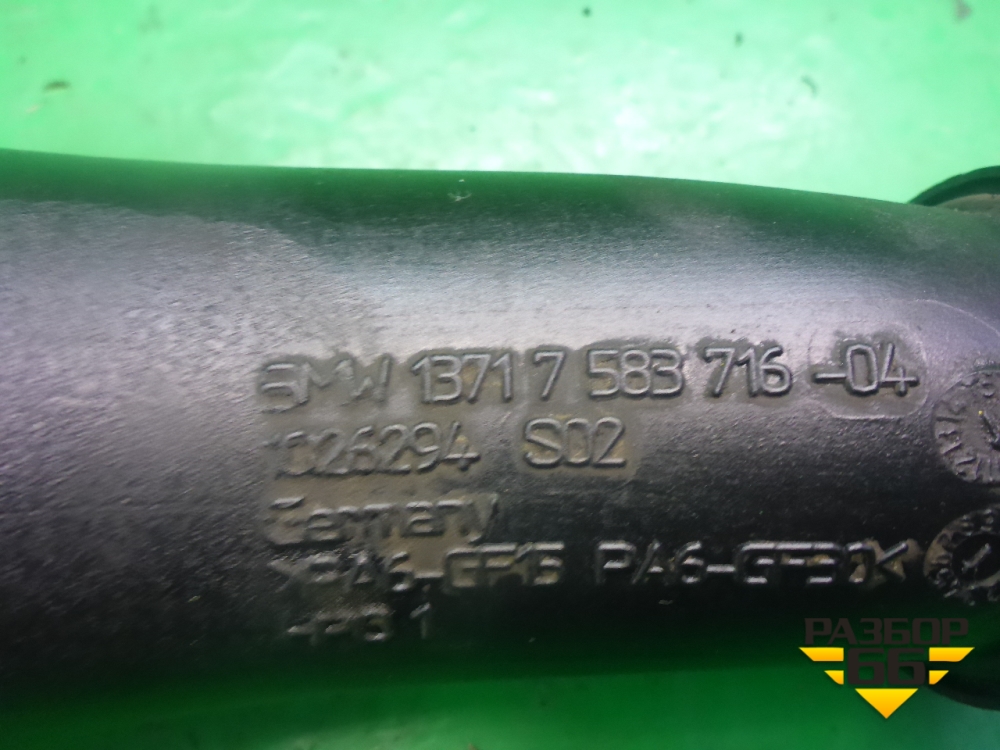 BMW 1371 7 583 716 -04
1026294 S02
Germany
>PA6-GF15 PA6-GF30<
РАЗБОР
66